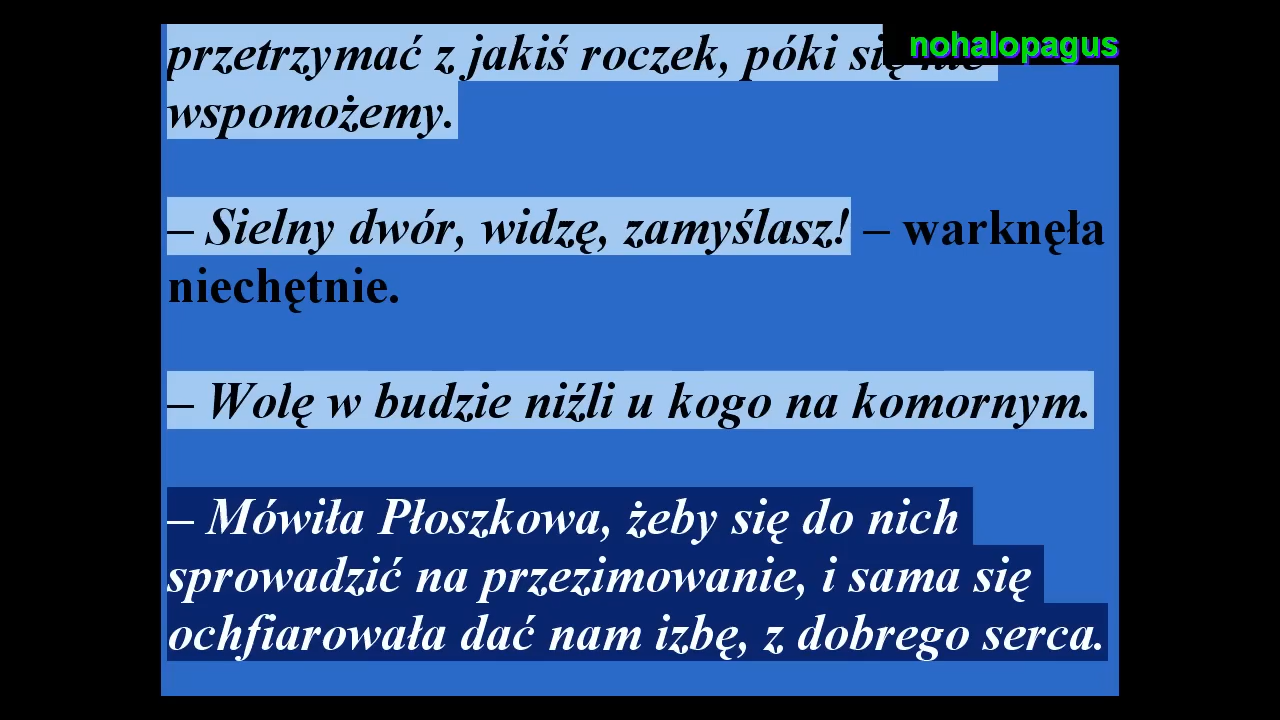 nohalopagus
przetrzymać z jakiś roczek, póki się nie
wspomożemy.
– Sielny dwór, widzę, zamyślasz! – warknęła
niechętnie.
– Wolę w budzie niźli u kogo na komornym.
– Mówiła Płoszkowa, żeby się do nich
sprowadzić na przezimowanie, i sama się
ochfiarowała dać nam izbę, z dobrego serca.